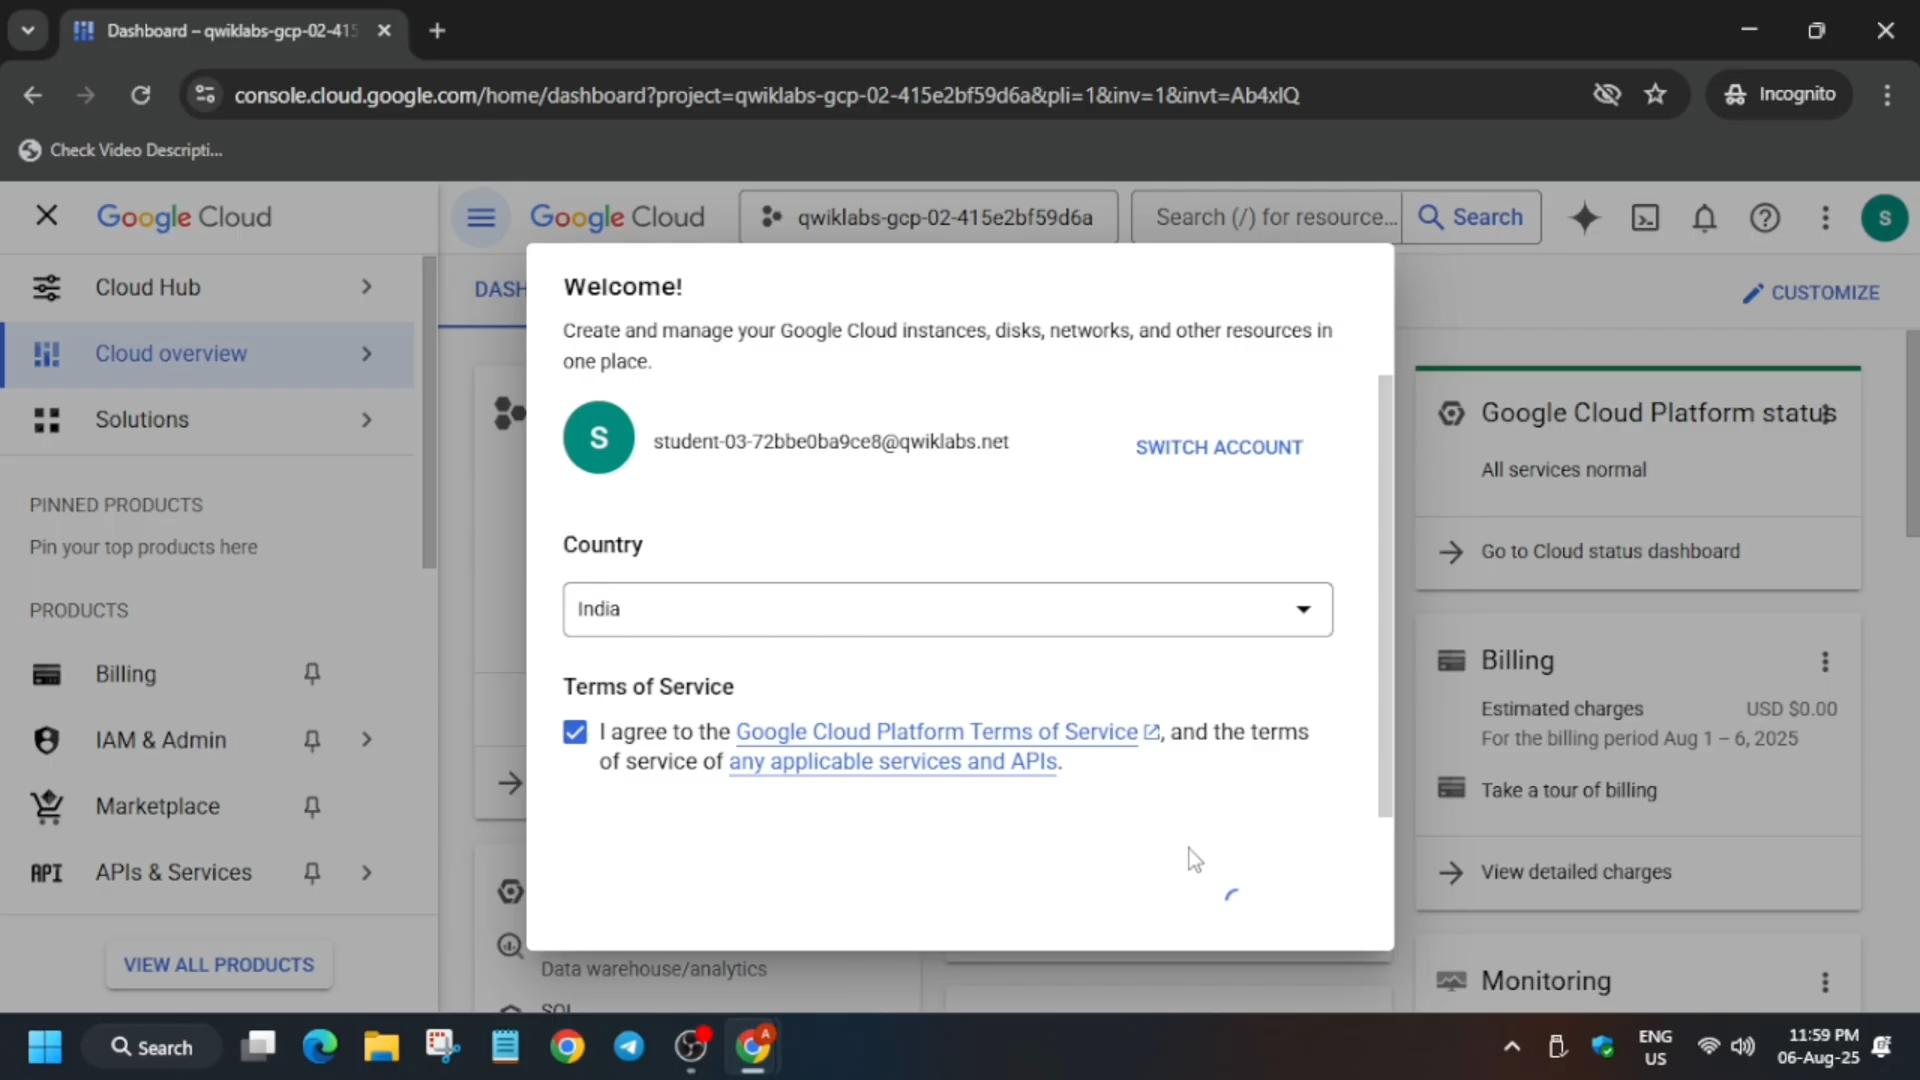 Dashboard – qwiklabs-gcp-02-415
console.cloud.google.com/home/dashboard?project=qwiklabs-gcp-02-415e2bf59d6a&pli=1&inv=1&invt=Ab4xlQ
Incognito
Check Video Descripti...
Google Cloud
Google Cloud
qwiklabs-gcp-02-415e2bf59d6a
Search (/) for resource...
Search
S
Cloud Hub
Cloud overview
Solutions
PINNED PRODUCTS
Pin your top products here
PRODUCTS
Billing
IAM & Admin
Marketplace
API APIs & Services
VIEW ALL PRODUCTS
DASH
CUSTOMIZE
Welcome!
Create and manage your Google Cloud instances, disks, networks, and other resources in
one place.
S
student-03-72bbe0ba9ce8@qwiklabs.net
SWITCH ACCOUNT
Country
India
Terms of Service
I agree to the Google Cloud Platform Terms of Service, and the terms
of service of any applicable services and APIs.
Data warehouse/analytics
SQL
Google Cloud Platform status
All services normal
Go to Cloud status dashboard
Billing
Estimated charges USD $0.00
For the billing period Aug 1 – 6, 2025
Take a tour of billing
View detailed charges
Monitoring
Search
A
ENG
US
11:59 PM
06-Aug-25